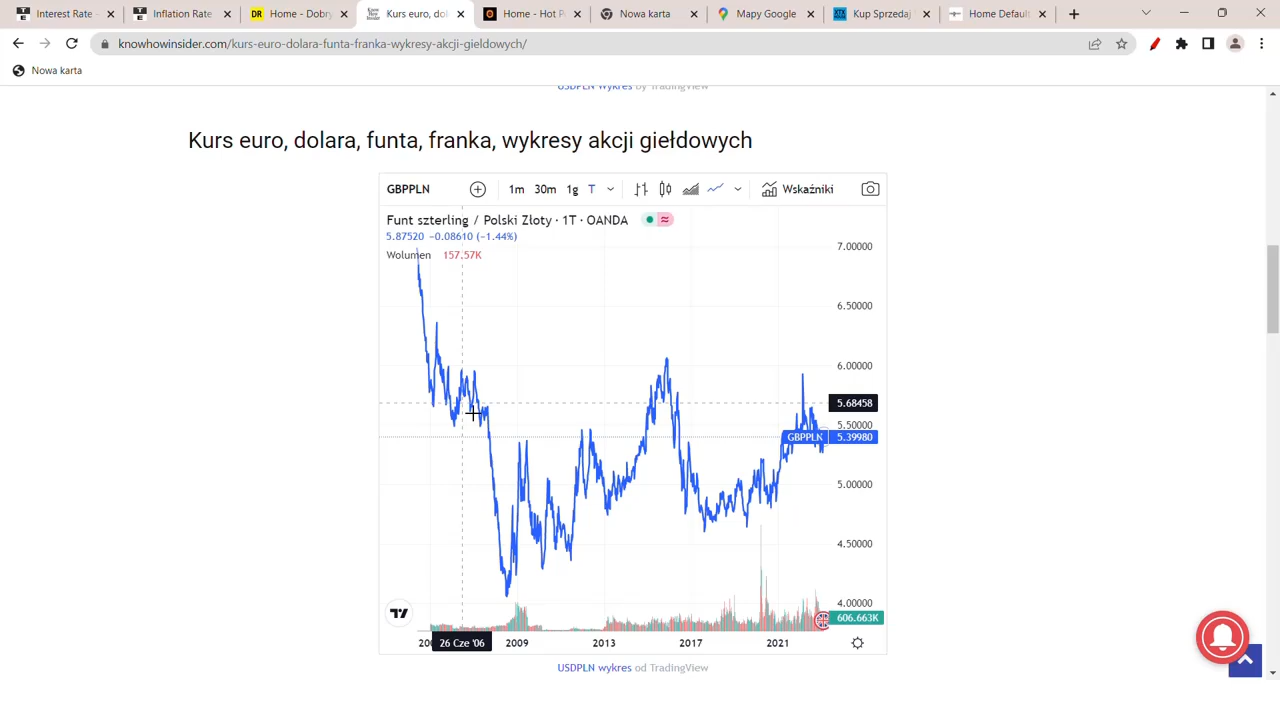 Interest Rate -
Inflation Rate
DR Home - Dobry
Kurs euro, dol
Home - Hot P
Nowa karta
Mapy Google
Kup Sprzedaj
Home Default
knowhowinsider.com/kurs-euro-dolara-funta-franka-wykresy-akcji-gieldowych/
Nowa karta
USDPLN Wykres by TradingView
Kurs euro, dolara, funta, franka, wykresy akcji giełdowych
GBPPLN 1m 30m 1g T Wskaźniki
Funt szterling / Polski Złoty · 1T · OANDA
5.87520 −0.08610 (−1.44%)
Wolumen 157.57K
7.00000
6.50000
6.00000
5.68458
5.50000
GBPPLN 5.39980
5.00000
4.50000
4.00000
606.663K
26 Cze '06 2009 2013 2017 2021
USDPLN wykres od TradingView